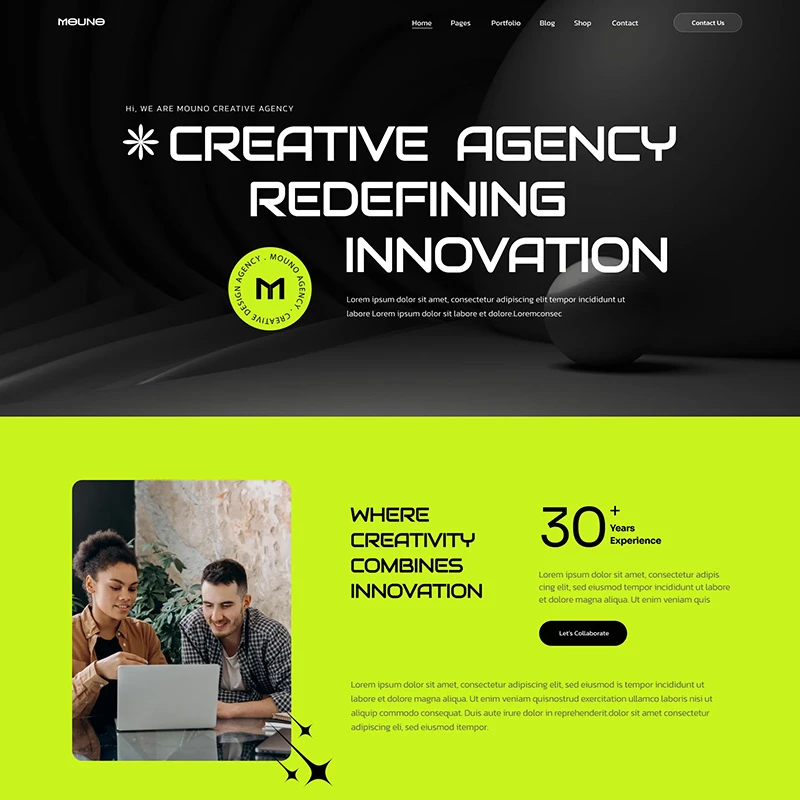 MOUNO
Home Pages Portfolio Blog Shop Contact Contact Us
Hi, WE ARE MOUNO CREATIVE AGENCY
CREATIVE AGENCY
REDEFINING
INNOVATION
MOUNO AGENCY . CREATIVE DESIGN AGENCY .
M
Lorem ipsum dolor sit amet, consectetur adipiscing elit tempor incididunt ut
labore Lorem ipsum dolor sit labore et dolore.Loremconsec
WHERE
CREATIVITY
COMBINES
INNOVATION
30+
Years
Experience
Lorem ipsum dolor sit amet, consectetur adipis
cing elit, sed eiusmod tempor incididunt ut labore
et dolore magna aliqua. Ut enim veniam quis
Let's Collaborate
Lorem ipsum dolor sit amet, consectetur adipiscing elit, sed eiusmod is tempor incididunt ut labore
et dolore magna aliqua. Ut enim veniam quisnostrud exercitation ullamco laboris nisi ut
aliquip commodo consequat. Duis aute irure dolor in reprehenderit.dolor sit amet consectetur
adipiscing eli, sed eiusmod itempor.